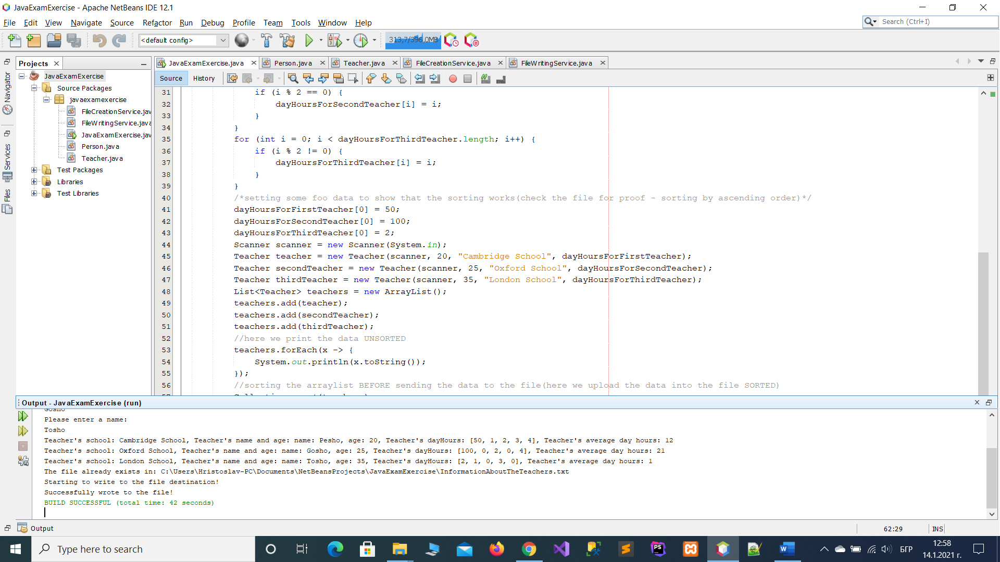 JavaExamExercise - Apache NetBeans IDE 12.1
File Edit View Navigate Source Refactor Run Debug Profile Team Tools Window Help
Search (Ctrl+I)
<default config>
313,7/396,0MB
Projects
JavaExamExercise.java Person.java Teacher.java FileCreationService.java FileWritingService.java
Navigator
Services
Files
JavaExamExercise
Source Packages
javaexamexercise
FileCreationService.jav
FileWritingService.java
JavaExamExercise.jav
Person.java
Teacher.java
Test Packages
Libraries
Test Libraries
Source History
31 if (i % 2 == 0) {
32 dayHoursForSecondTeacher[i] = i;
33 }
34 }
35 for (int i = 0; i < dayHoursForThirdTeacher.length; i++) {
36 if (i % 2 != 0) {
37 dayHoursForThirdTeacher[i] = i;
38 }
39 }
40 /*setting some foo data to show that the sorting works(check the file for proof - sorting by ascending order)*/
41 dayHoursForFirstTeacher[0] = 50;
42 dayHoursForSecondTeacher[0] = 100;
43 dayHoursForThirdTeacher[0] = 2;
44 Scanner scanner = new Scanner(System.in);
45 Teacher teacher = new Teacher(scanner, 20, "Cambridge School", dayHoursForFirstTeacher);
46 Teacher secondTeacher = new Teacher(scanner, 25, "Oxford School", dayHoursForSecondTeacher);
47 Teacher thirdTeacher = new Teacher(scanner, 35, "London School", dayHoursForThirdTeacher);
48 List<Teacher> teachers = new ArrayList();
49 teachers.add(teacher);
50 teachers.add(secondTeacher);
51 teachers.add(thirdTeacher);
52 //here we print the data UNSORTED
53 teachers.forEach(x -> {
54 System.out.println(x.toString());
55 });
56 //sorting the arraylist BEFORE sending the data to the file(here we upload the data into the file SORTED)
Output - JavaExamExercise (run)
Gosho
Please enter a name:
Tosho
Teacher's school: Cambridge School, Teacher's name and age: name: Pesho, age: 20, Teacher's dayHours: [50, 1, 2, 3, 4], Teacher's average day hours: 12
Teacher's school: Oxford School, Teacher's name and age: name: Gosho, age: 25, Teacher's dayHours: [100, 0, 2, 0, 4], Teacher's average day hours: 21
Teacher's school: London School, Teacher's name and age: name: Tosho, age: 35, Teacher's dayHours: [2, 1, 0, 3, 0], Teacher's average day hours: 1
The file already exists in: C:\Users\Hristoslav-PC\Documents\NetBeansProjects\JavaExamExercise\InformationAboutTheTeachers.txt
Starting to write to the file destination!
Successfully wrote to the file!
BUILD SUCCESSFUL (total time: 42 seconds)
Output
62:29 INS
Type here to search
PS
W
БГР
12:58
14.1.2021 г.